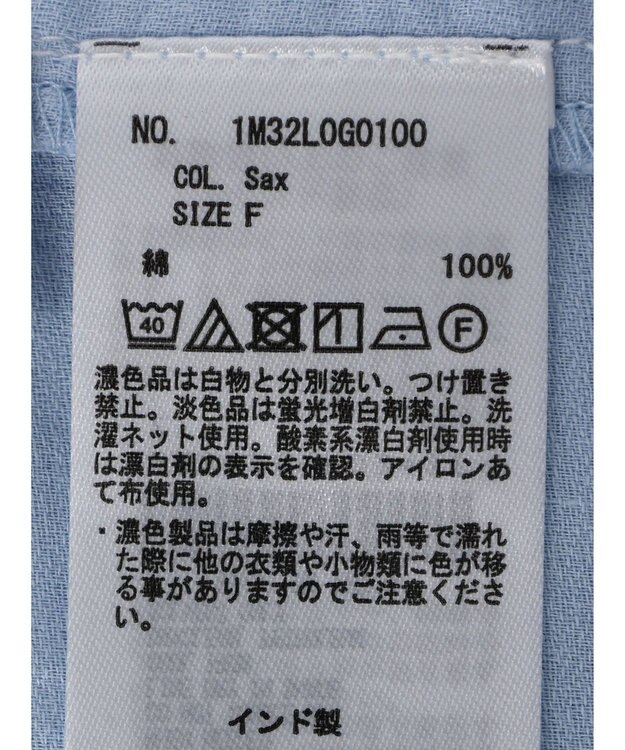 NO. 1M32L0G0100
COL. Sax
SIZE F
綿 100%
40 F
濃色品は白物と分別洗い。つけ置き
禁止。淡色品は蛍光増白剤禁止。洗
濯ネット使用。酸素系漂白剤使用時
は漂白剤の表示を確認。アイロンあ
て布使用。
・濃色製品は摩擦や汗、雨等で濡れ
た際に他の衣類や小物類に色が移
る事がありますのでご注意くださ
い。
インド製